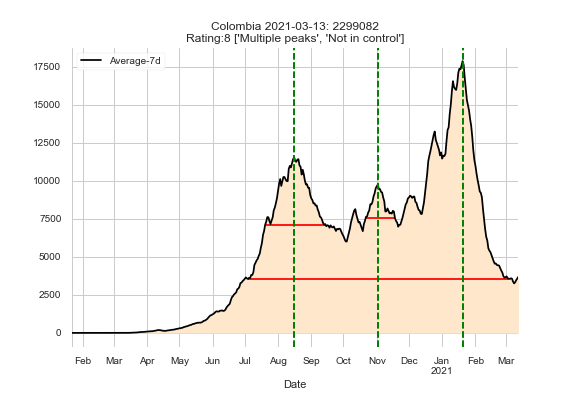 Colombia 2021-03-13: 2299082
Rating:8 ['Multiple peaks', 'Not in control']
Average-7d
17500
15000
12500
10000
7500
5000
2500
0
Feb Mar Apr May Jun Jul Aug Sep Oct Nov Dec Jan Feb Mar
2021
Date